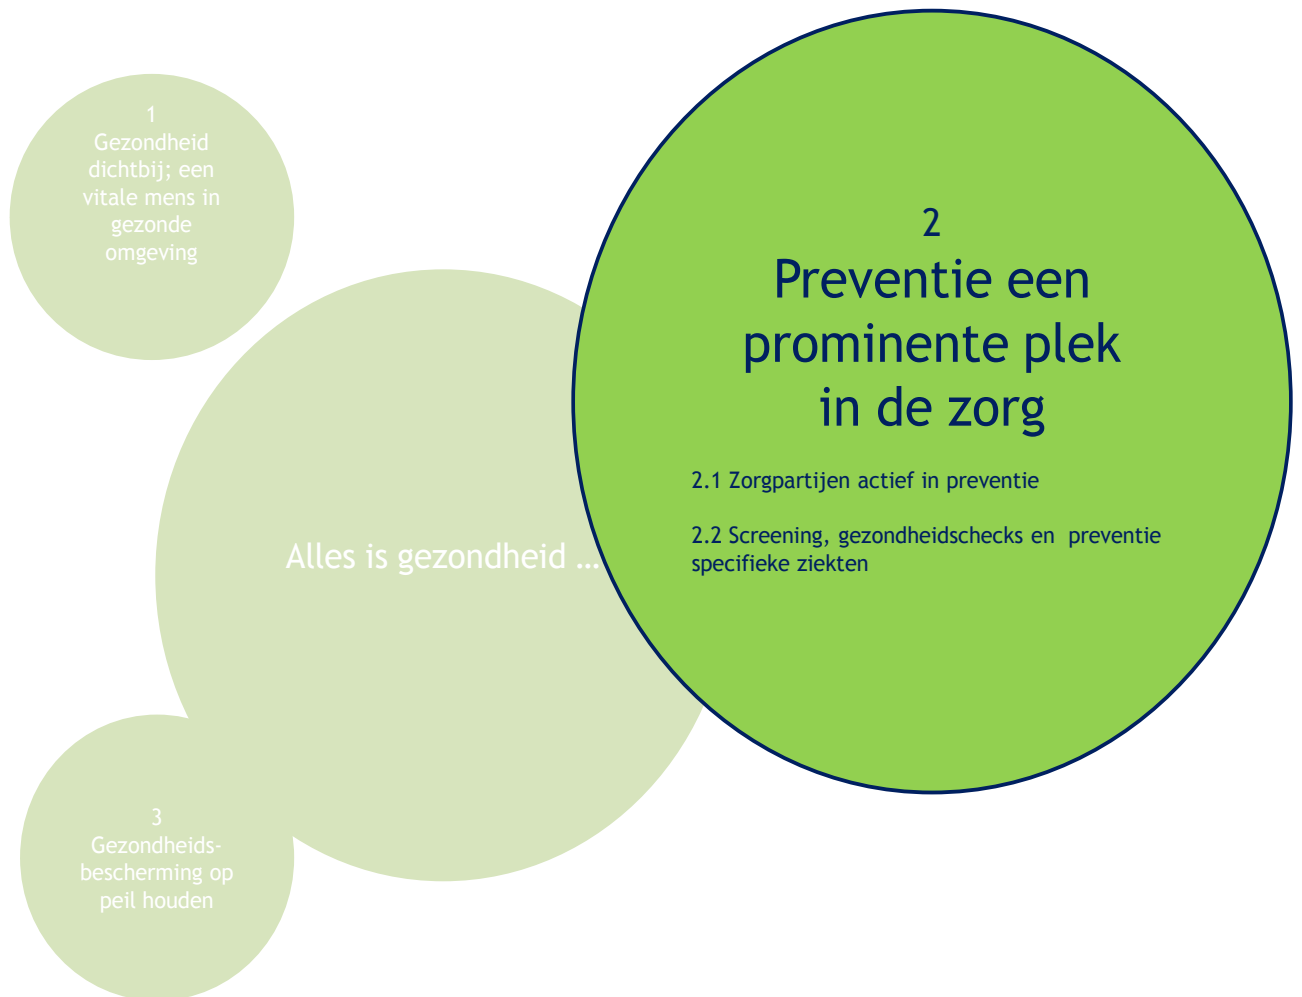 1
Gezondheid
dichtbij; een
vitale mens in
gezonde
omgeving
2
Preventie een
prominente plek
in de zorg
2.1 Zorgpartijen actief in preventie
2.2 Screening, gezondheidschecks en  preventie
specifieke ziekten
Alles is gezondheid ...
3
Gezondheids-
bescherming op
peil houden